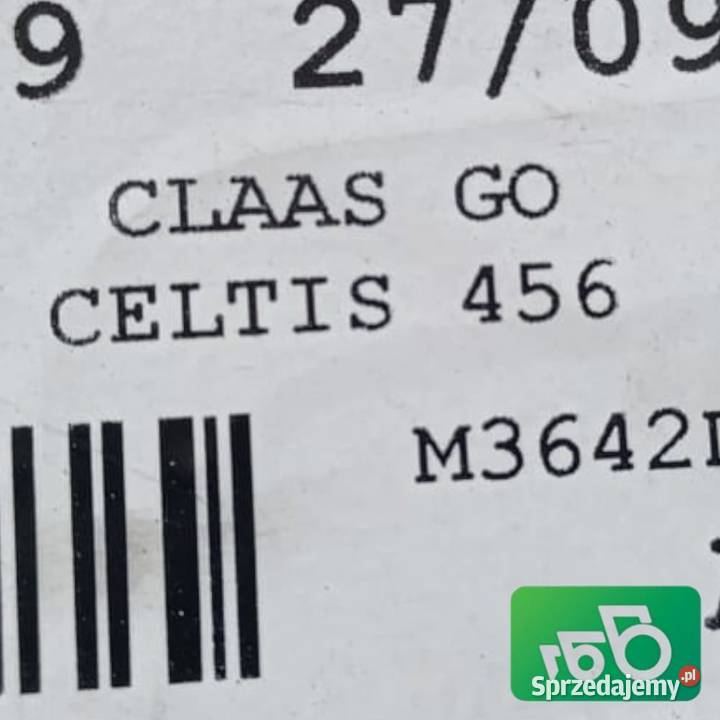 9 27/09
CLAAS GO
CELTIS 456
M3642
Sprzedajemy.pl